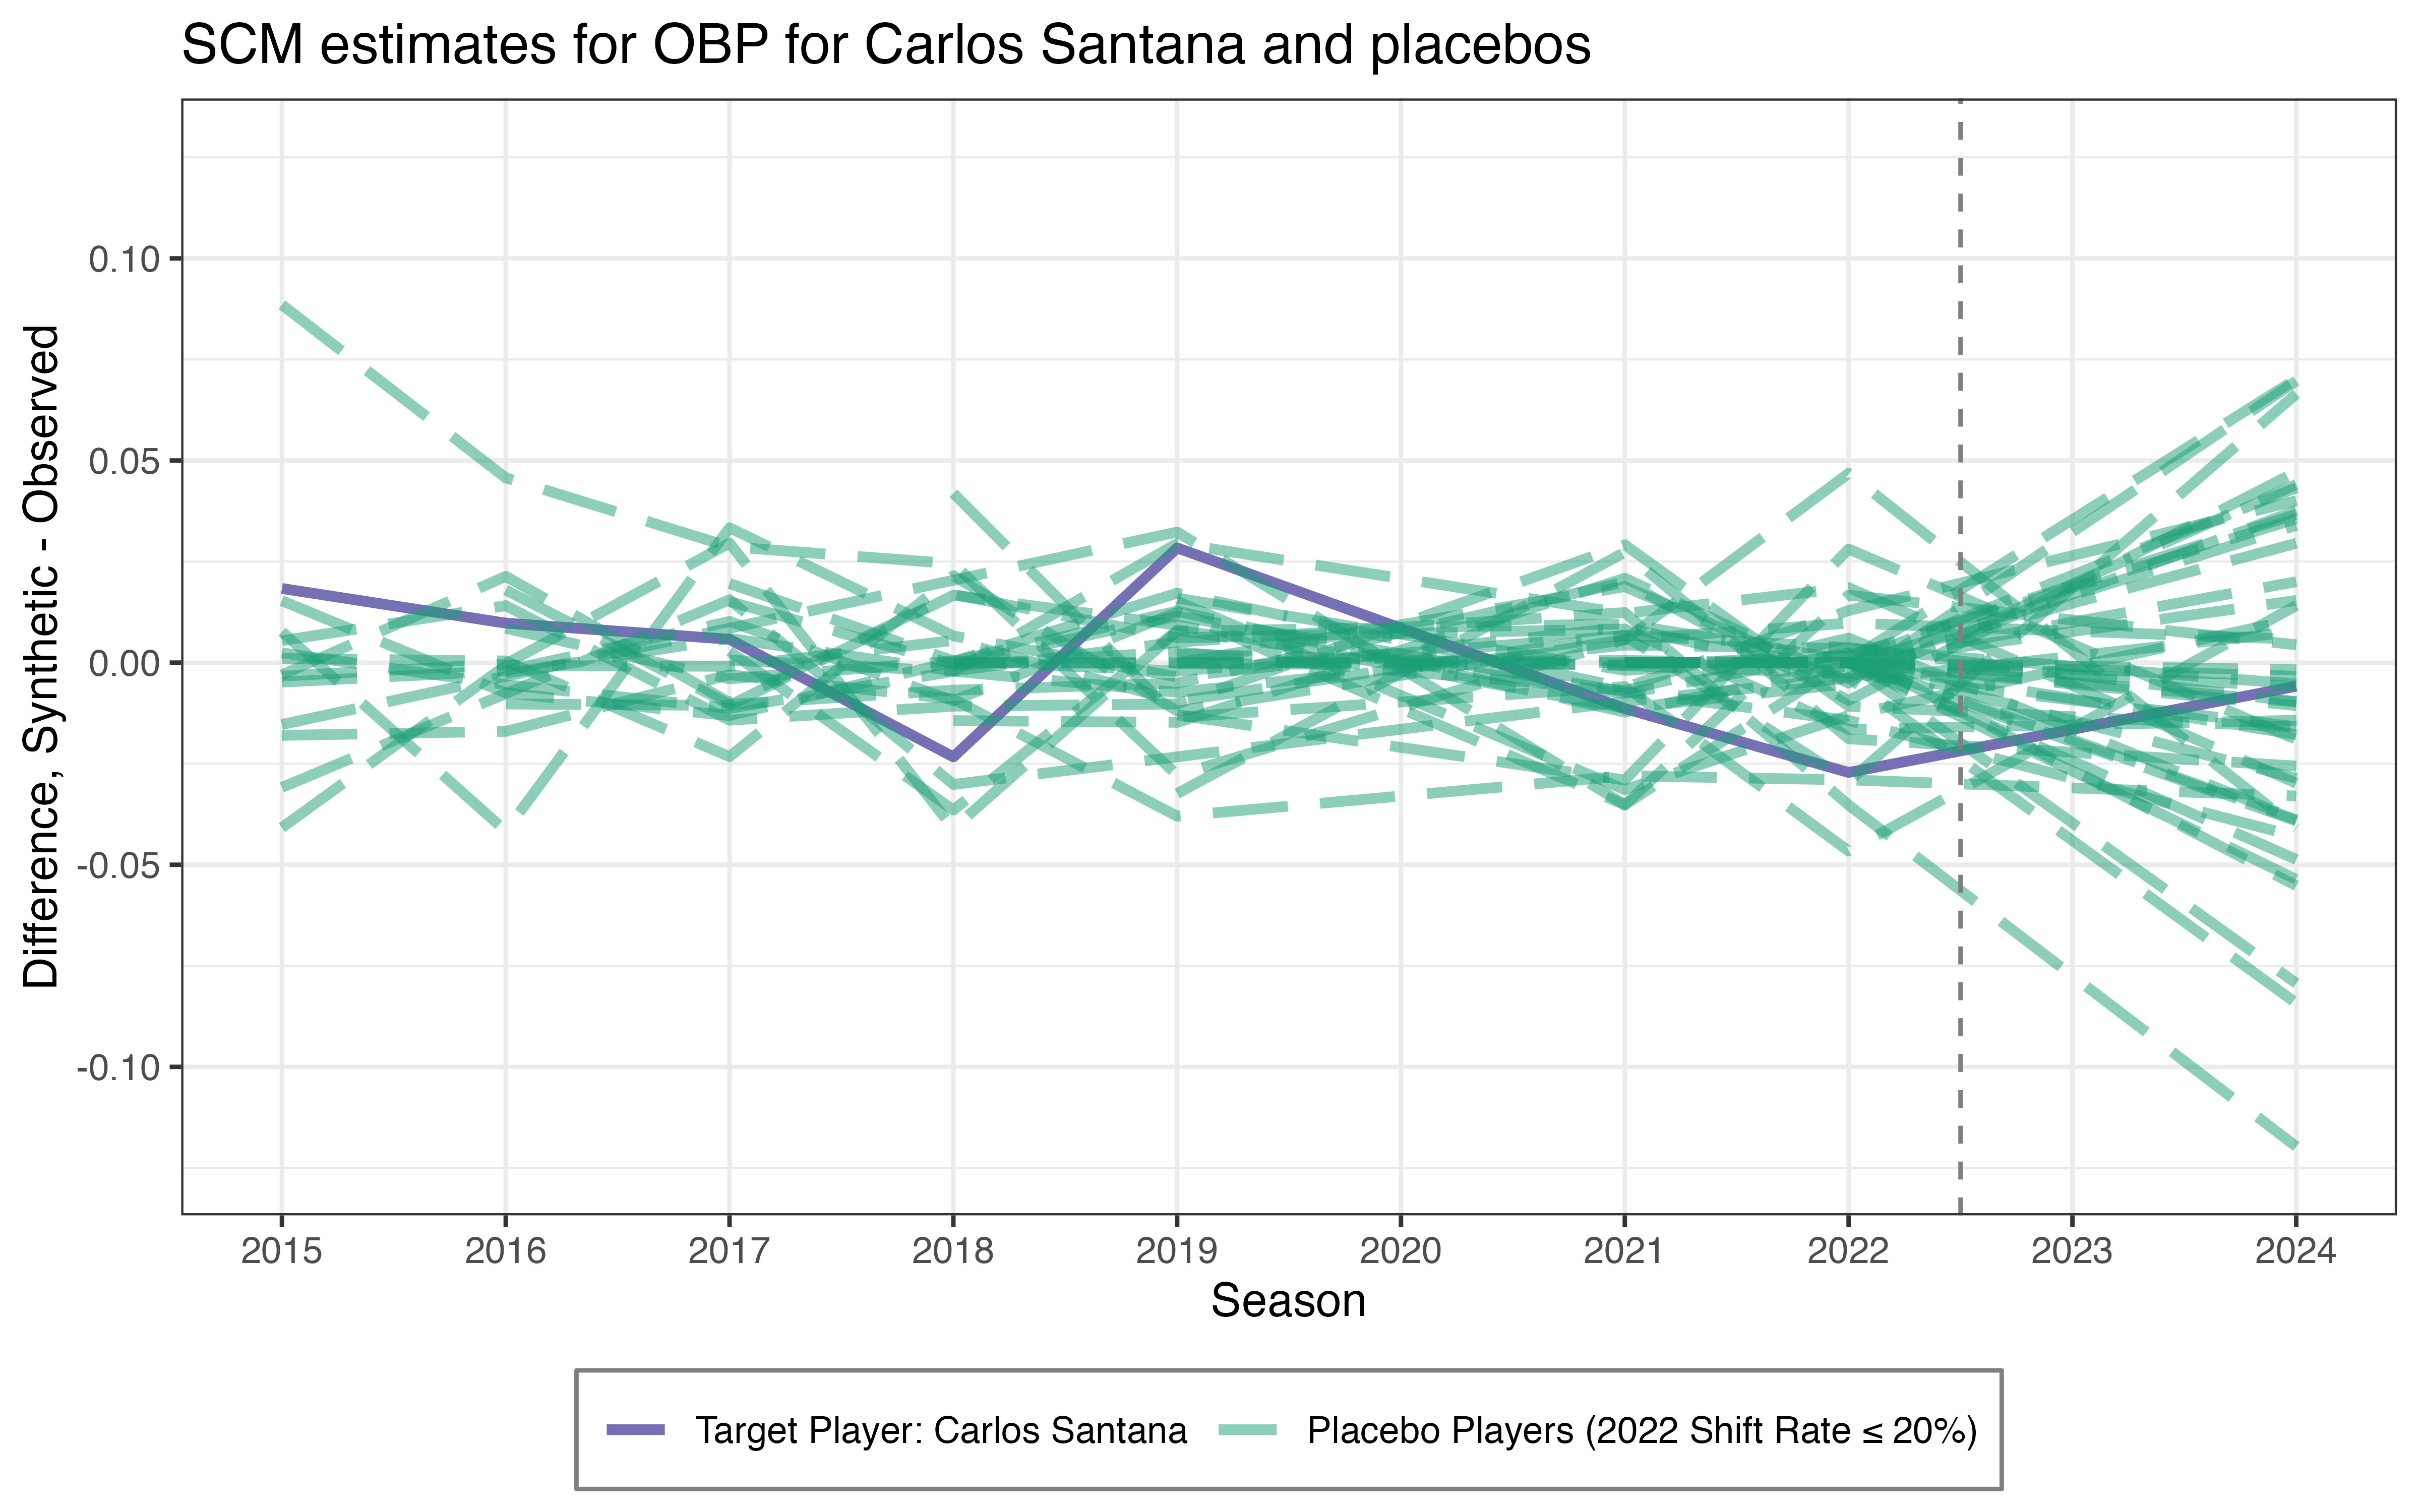 SCM estimates for OBP for Carlos Santana and placebos
Difference, Synthetic - Observed
0.10
0.05
0.00
-0.05
-0.10
2015 2016 2017 2018 2019 2020 2021 2022 2023 2024
Season
Target Player: Carlos Santana Placebo Players (2022 Shift Rate ≤ 20%)